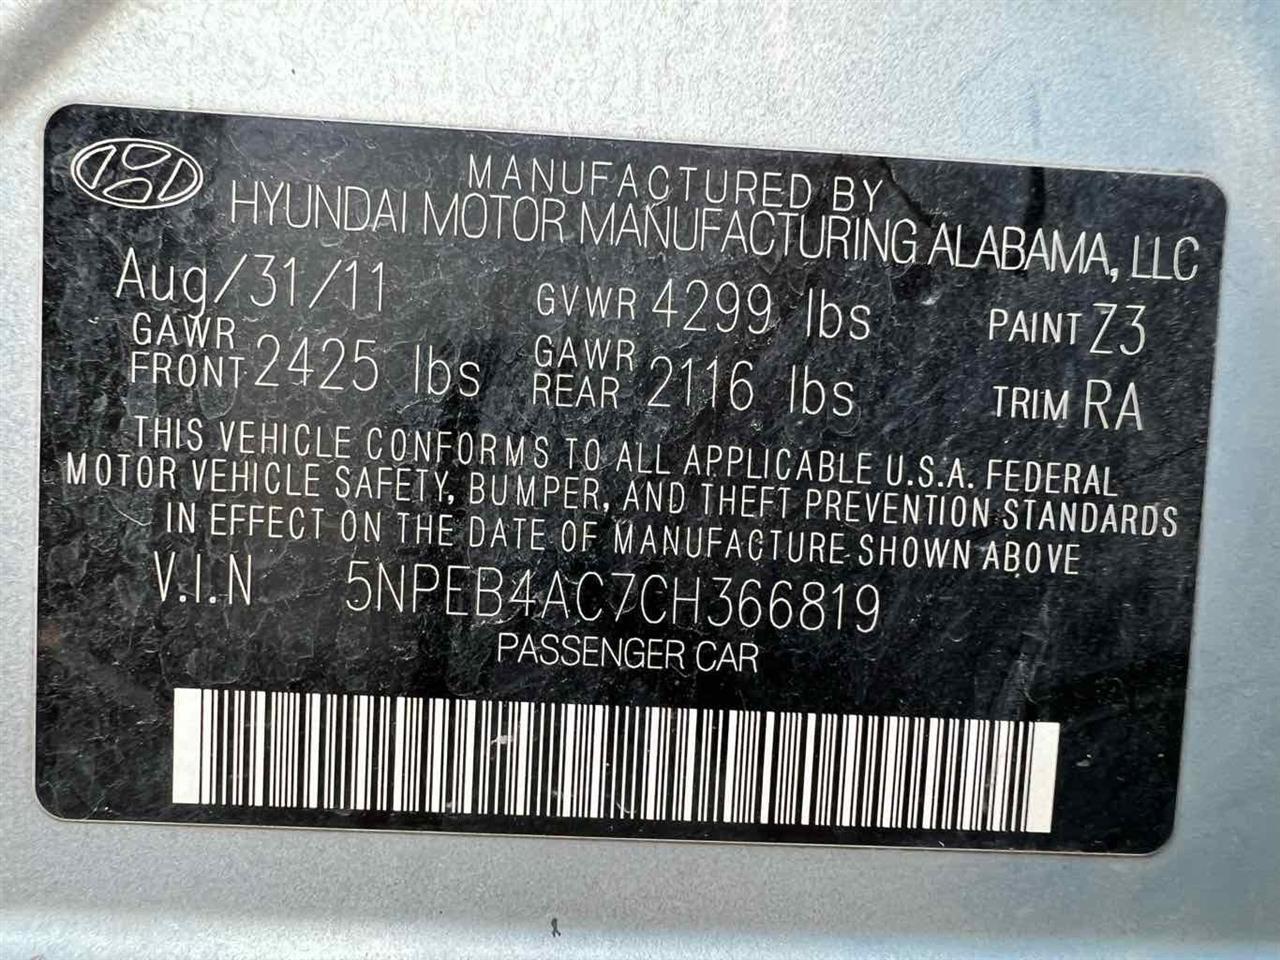 MANUFACTURED BY
HYUNDAI MOTOR MANUFACTURING ALABAMA, LLC
Aug/31/11 GVWR 4299 lbs PAINT Z3
GAWR FRONT 2425 lbs GAWR REAR 2116 lbs TRIM RA
THIS VEHICLE CONFORMS TO ALL APPLICABLE U.S.A. FEDERAL
MOTOR VEHICLE SAFETY, BUMPER, AND THEFT PREVENTION STANDARDS
IN EFFECT ON THE DATE OF MANUFACTURE SHOWN ABOVE
V.I.N 5NPEB4AC7CH366819
PASSENGER CAR